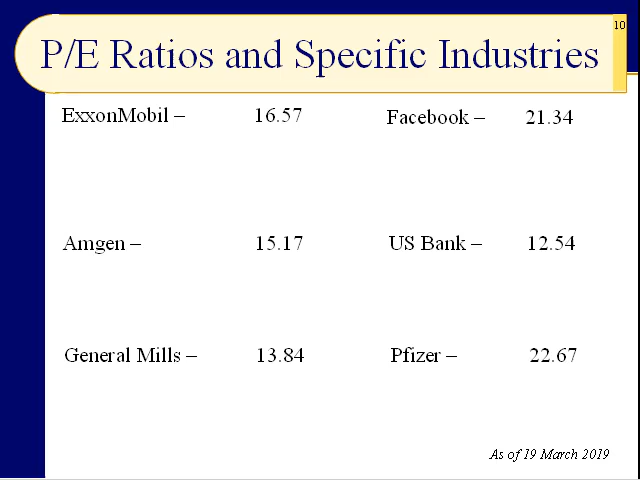 10
P/E Ratios and Specific Industries
ExxonMobil – 16.57 Facebook – 21.34
Amgen – 15.17 US Bank – 12.54
General Mills – 13.84 Pfizer – 22.67
As of 19 March 2019